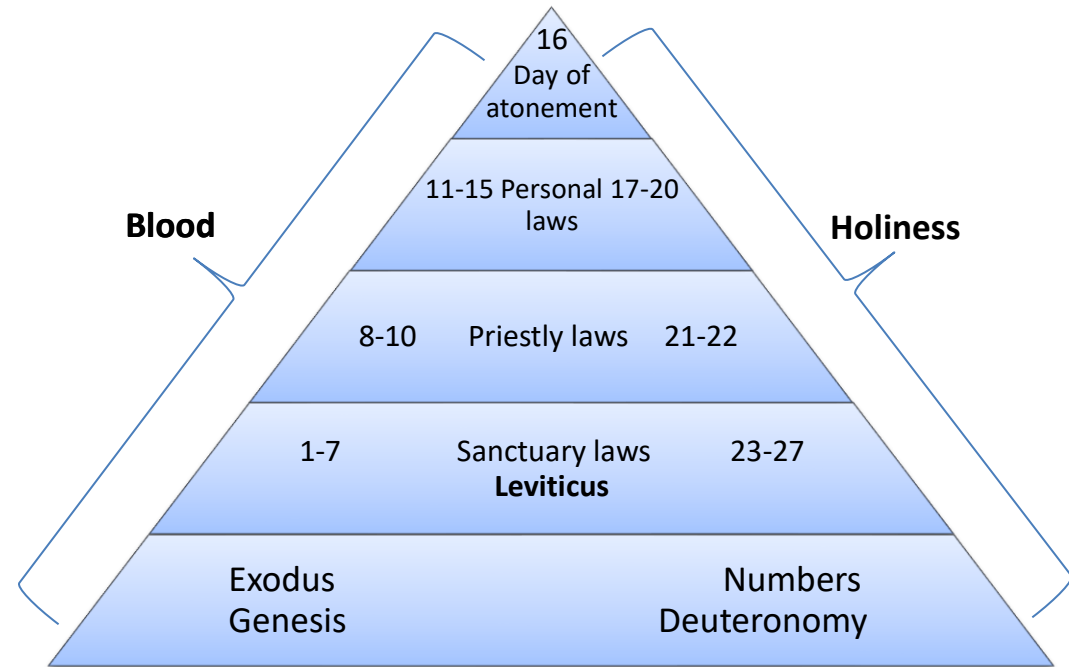 16
Day of
atonement
11-15 Personal 17-20
laws
Blood
Holiness
8-10 Priestly laws 21-22
1-7 Sanctuary laws 23-27
Leviticus
Exodus Numbers
Genesis Deuteronomy